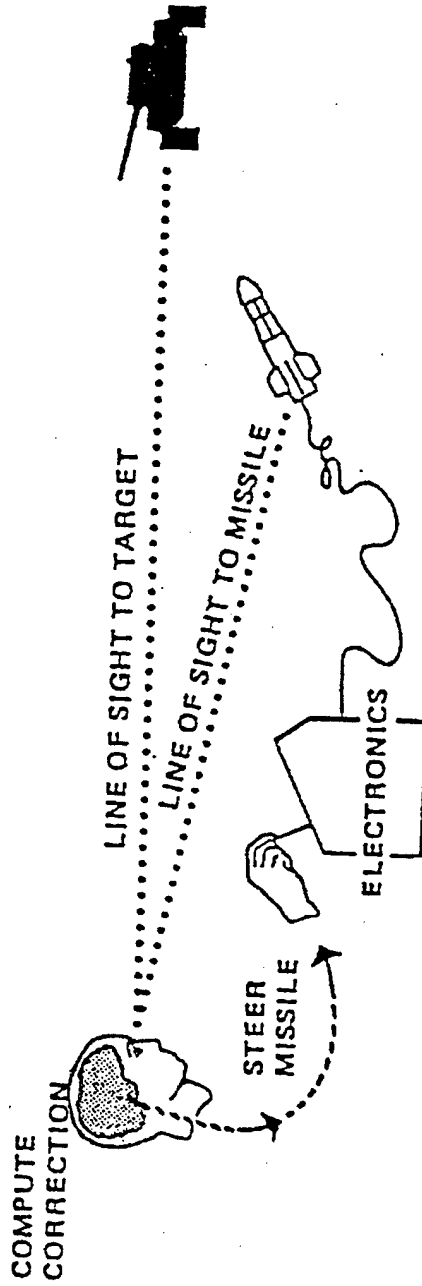 COMPUTE
CORRECTION
LINE OF SIGHT TO TARGET
LINE OF SIGHT TO MISSILE
STEER
MISSILE
ELECTRONICS